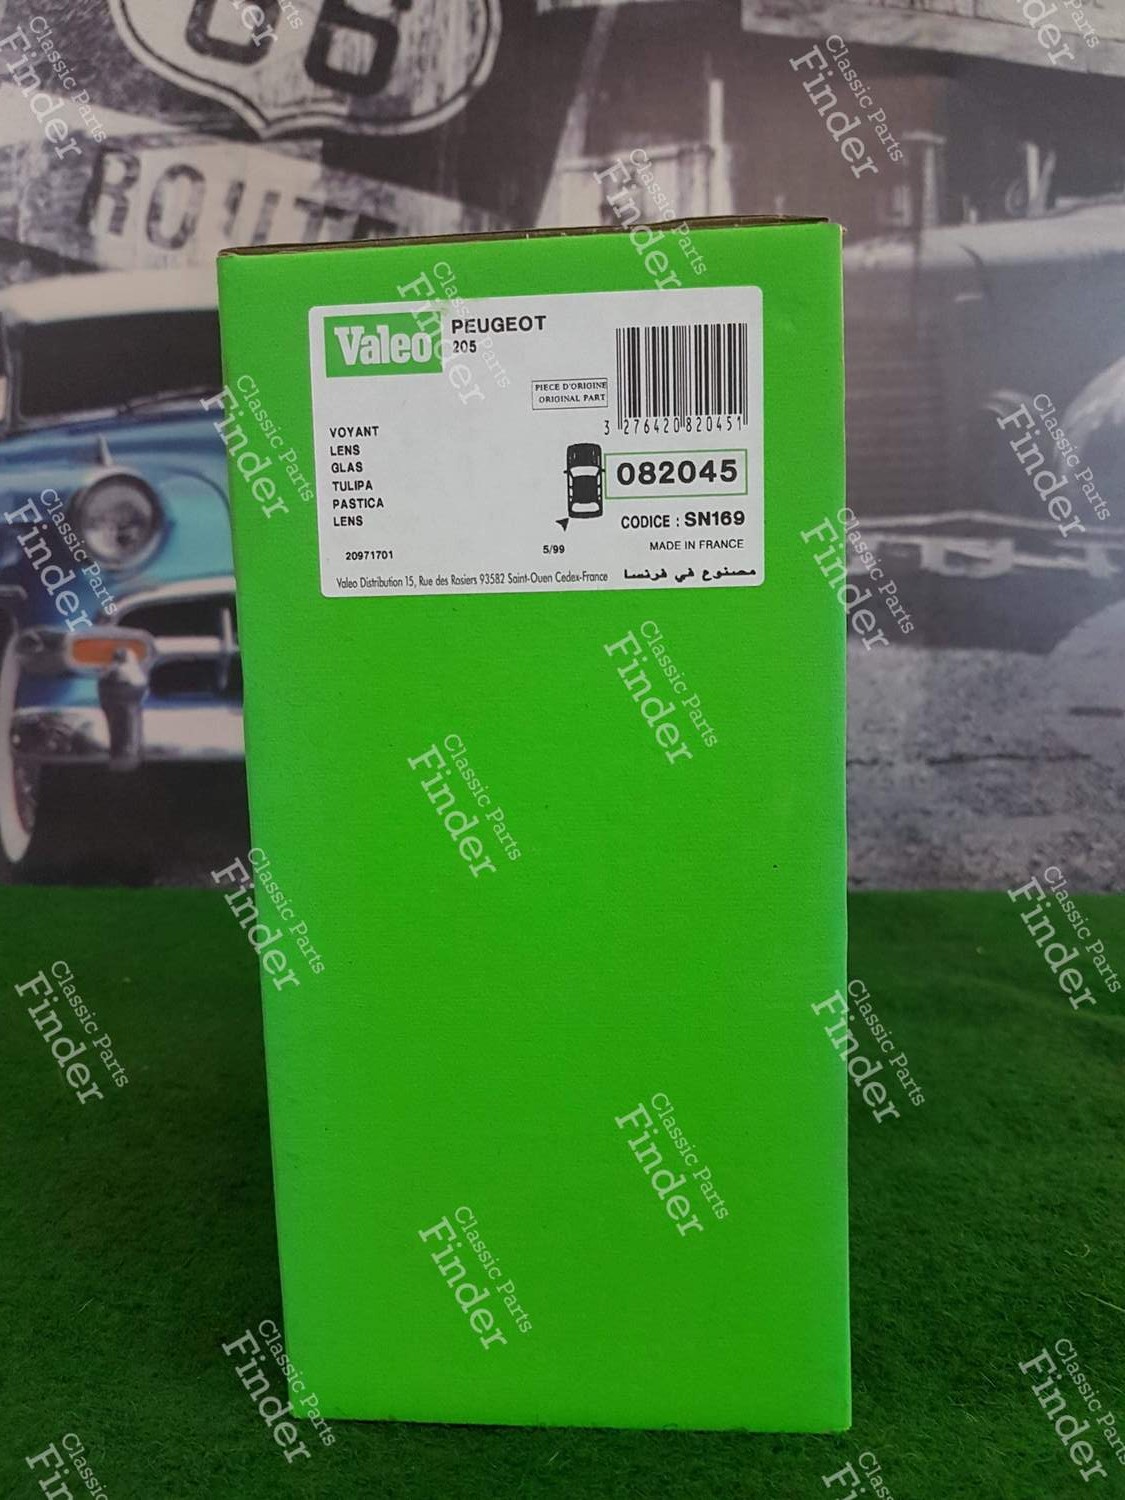 66
ROUTE
Valeo
PEUGEOT
205
PIECE D'ORIGINE
ORIGINAL PART
3 276420 820451
VOYANT
LENS
GLAS
TULIPA
PASTICA
LENS
082045
CODICE : SN169
20971701
5/99
MADE IN FRANCE
Valeo Distribution 15, Rue des Rosiers 93582 Saint-Ouen Cedex-France
مصنوع في فرنسا
Classic Parts
Finder